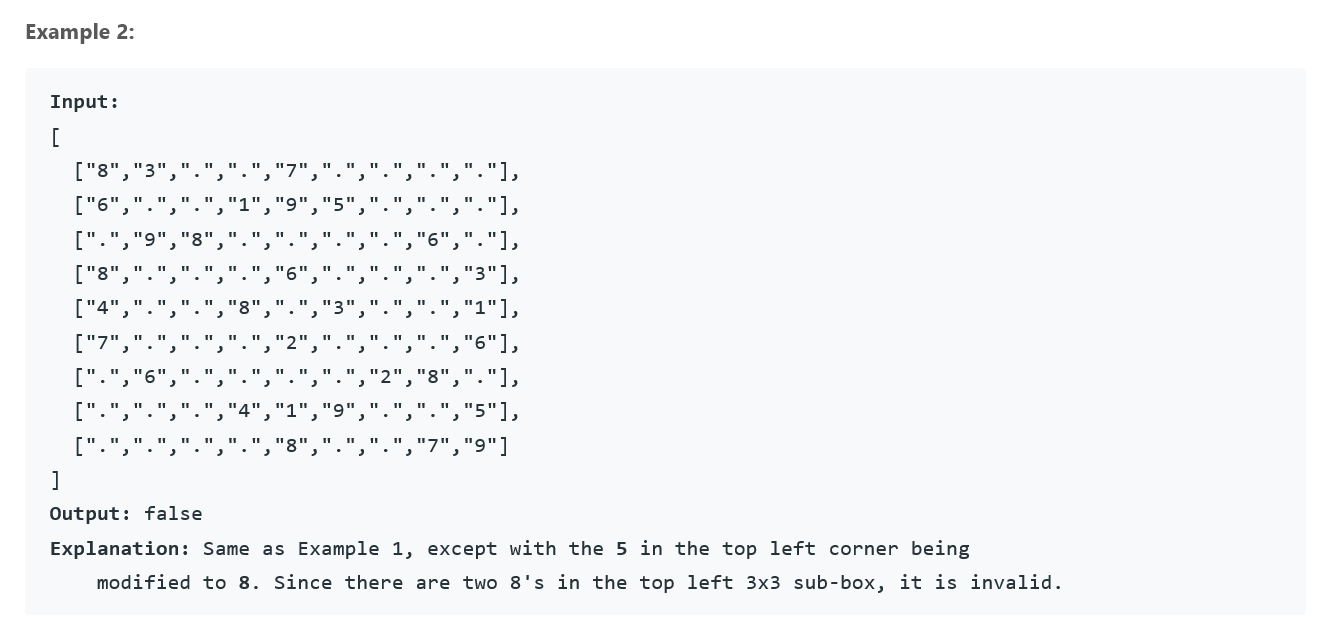 Example 2:
Input:
[
["8","3",".",".","7",".",".",".","."],
["6",".",".","1","9","5",".",".","."],
[".","9","8",".",".",".",".","6","."],
["8",".",".",".","6",".",".",".","3"],
["4",".",".","8",".","3",".",".","1"],
["7",".",".",".","2",".",".",".","6"],
[".","6",".",".",".",".","2","8","."],
[".",".",".","4","1","9",".",".","5"],
[".",".",".",".","8",".",".","7","9"]
]
Output: false
Explanation: Same as Example 1, except with the 5 in the top left corner being
modified to 8. Since there are two 8's in the top left 3x3 sub-box, it is invalid.